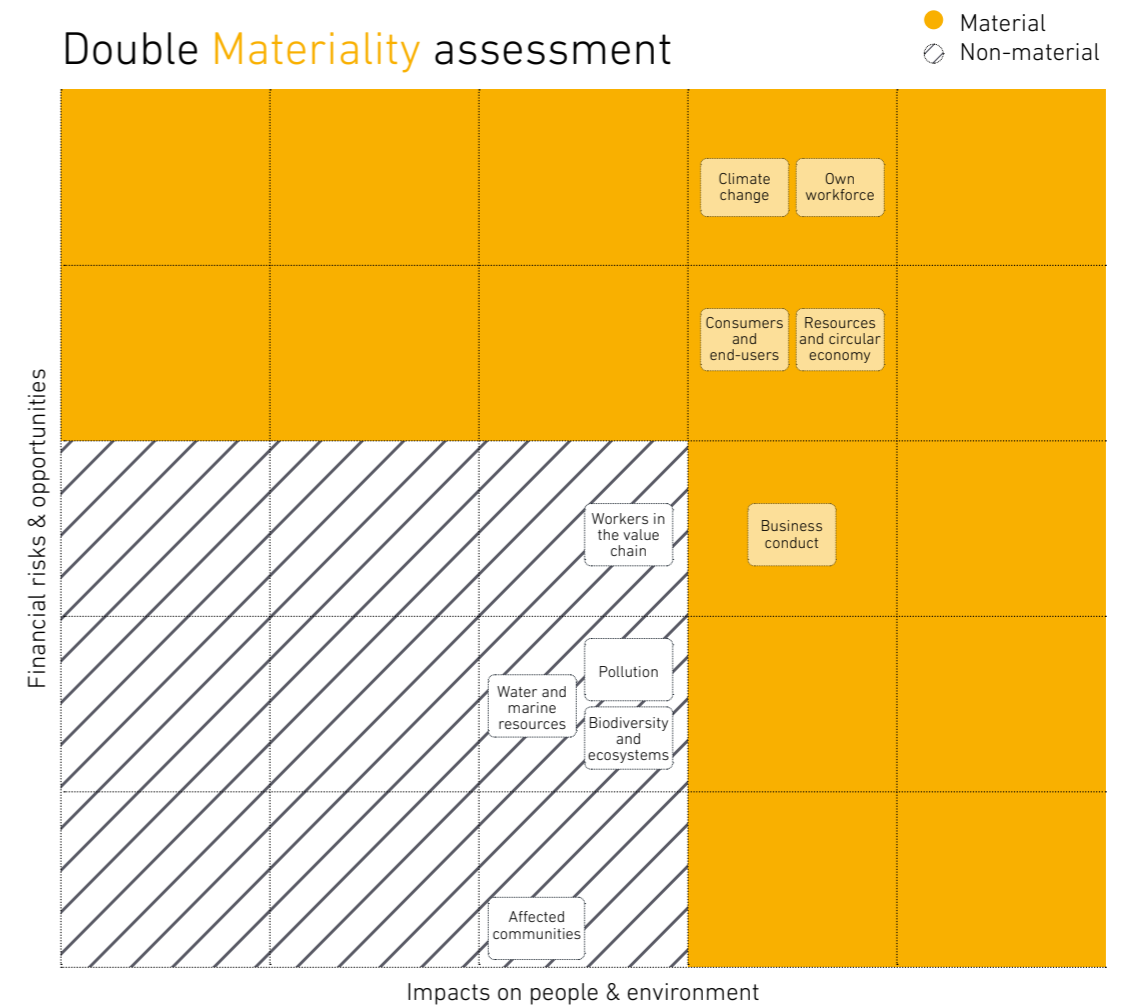 Double Materiality assessment
Material
Non-material
Climate
change
Own
workforce
Consumers
and
end-users
Resources
and circular
economy
Workers in
the value
chain
Business
conduct
Pollution
Water and
marine
resources
Biodiversity
and
ecosystems
Affected
communities
Financial risks & opportunities
Impacts on people & environment